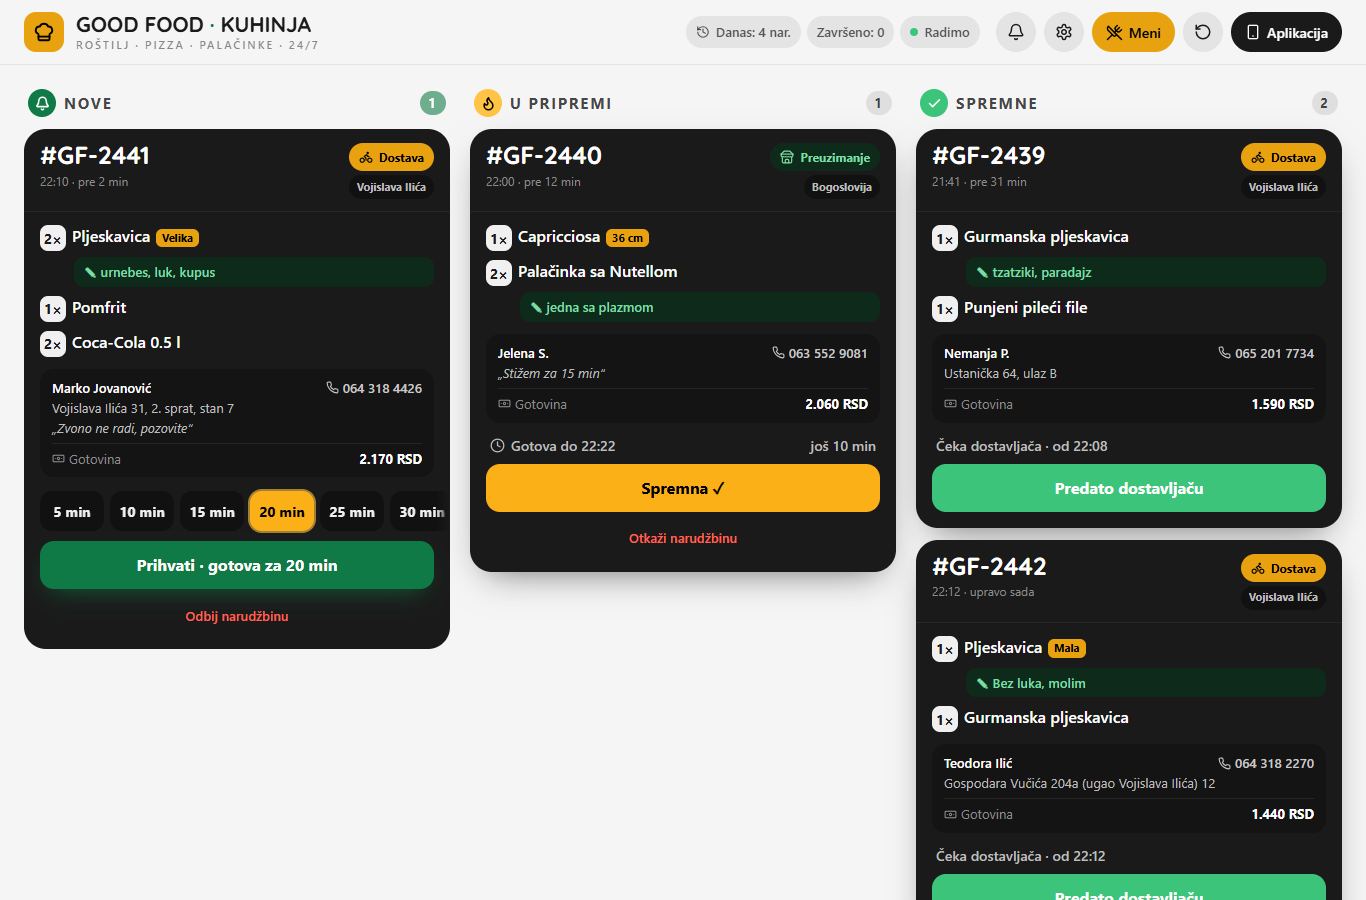 GOOD FOOD · KUHINJA
ROŠTILJ · PIZZA · PALAČINKE · 24/7
Danas: 4 nar.
Završeno: 0
Radimo
Meni
Aplikacija
NOVE
1
#GF-2441
Dostava
22:10 · pre 2 min
Vojislava Ilića
2× Pljeskavica Velika
urnebes, luk, kupus
1× Pomfrit
2× Coca-Cola 0.5 l
Marko Jovanović 064 318 4426
Vojislava Ilića 31, 2. sprat, stan 7
„Zvono ne radi, pozovite“
Gotovina 2.170 RSD
5 min 10 min 15 min 20 min 25 min 30 min
Prihvati · gotova za 20 min
Odbij narudžbinu
U PRIPREMI
1
#GF-2440
Preuzimanje
22:00 · pre 12 min
Bogoslovija
1× Capricciosa 36 cm
2× Palačinka sa Nutellom
jedna sa plazmom
Jelena S. 063 552 9081
„Stižem za 15 min“
Gotovina 2.060 RSD
Gotova do 22:22 još 10 min
Spremna ✓
Otkaži narudžbinu
SPREMNE
2
#GF-2439
Dostava
21:41 · pre 31 min
Vojislava Ilića
1× Gurmanska pljeskavica
tzatziki, paradajz
1× Punjeni pileći file
Nemanja P. 065 201 7734
Ustanička 64, ulaz B
Gotovina 1.590 RSD
Čeka dostavljača · od 22:08
Predato dostavljaču
#GF-2442
Dostava
22:12 · upravo sada
Vojislava Ilića
1× Pljeskavica Mala
Bez luka, molim
1× Gurmanska pljeskavica
Teodora Ilić 064 318 2270
Gospodara Vučića 204a (ugao Vojislava Ilića) 12
Gotovina 1.440 RSD
Čeka dostavljača · od 22:12
Predato dostavljaču